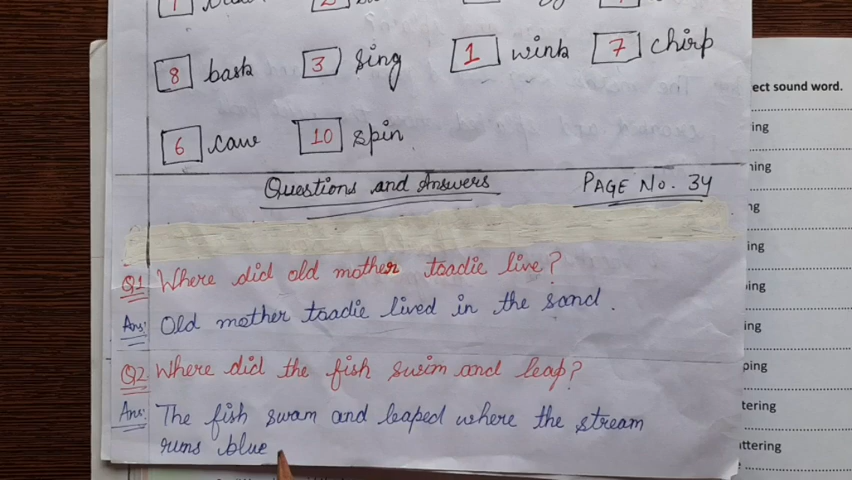 8 bask 3 sing 1 wink 7 chirp
6 caw 10 spin
Questions and Answers PAGE No. 34
Q1 Where did old mother toadie live?
Ans: Old mother toadie lived in the sand.
Q2 Where did the fish swim and leap?
Ans: The fish swam and leaped where the stream
runs blue
ect sound word.
ing
ning
ng
ing
ing
ing
ping
tering
ttering